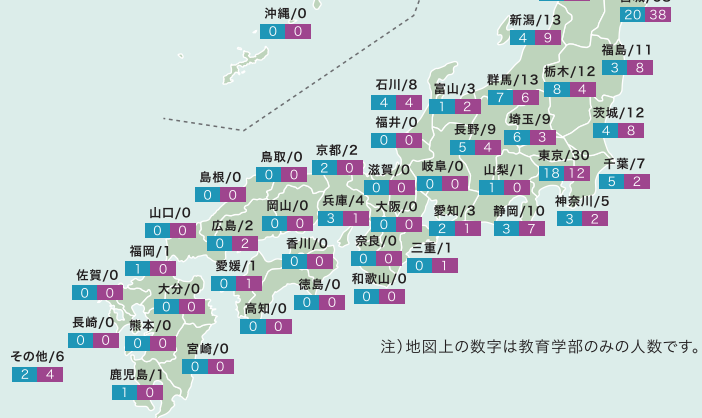 20 38
沖縄/0
0 0
新潟/13
4 9
福島/11
3 8
栃木/12
8 4
群馬/13
7 6
石川/8
4 4
富山/3
1 2
茨城/12
4 8
埼玉/9
6 3
福井/0
0 0
長野/9
5 4
東京/30
18 12
千葉/7
5 2
京都/2
2 0
鳥取/0
0 0
滋賀/0
0 0
岐阜/0
0 0
山梨/1
1 0
島根/0
0 0
神奈川/5
3 2
兵庫/4
3 1
岡山/0
0 0
大阪/0
0 0
愛知/3
2 1
静岡/10
3 7
山口/0
0 0
広島/2
0 2
香川/0
0 0
奈良/0
0 0
三重/1
0 1
福岡/1
1 0
愛媛/1
0 1
佐賀/0
0 0
大分/0
0 0
徳島/0
0 0
和歌山/0
0 0
高知/0
0 0
長崎/0
0 0
熊本/0
0 0
宮崎/0
0 0
注）地図上の数字は教育学部のみの人数です。
その他/6
2 4
鹿児島/1
1 0